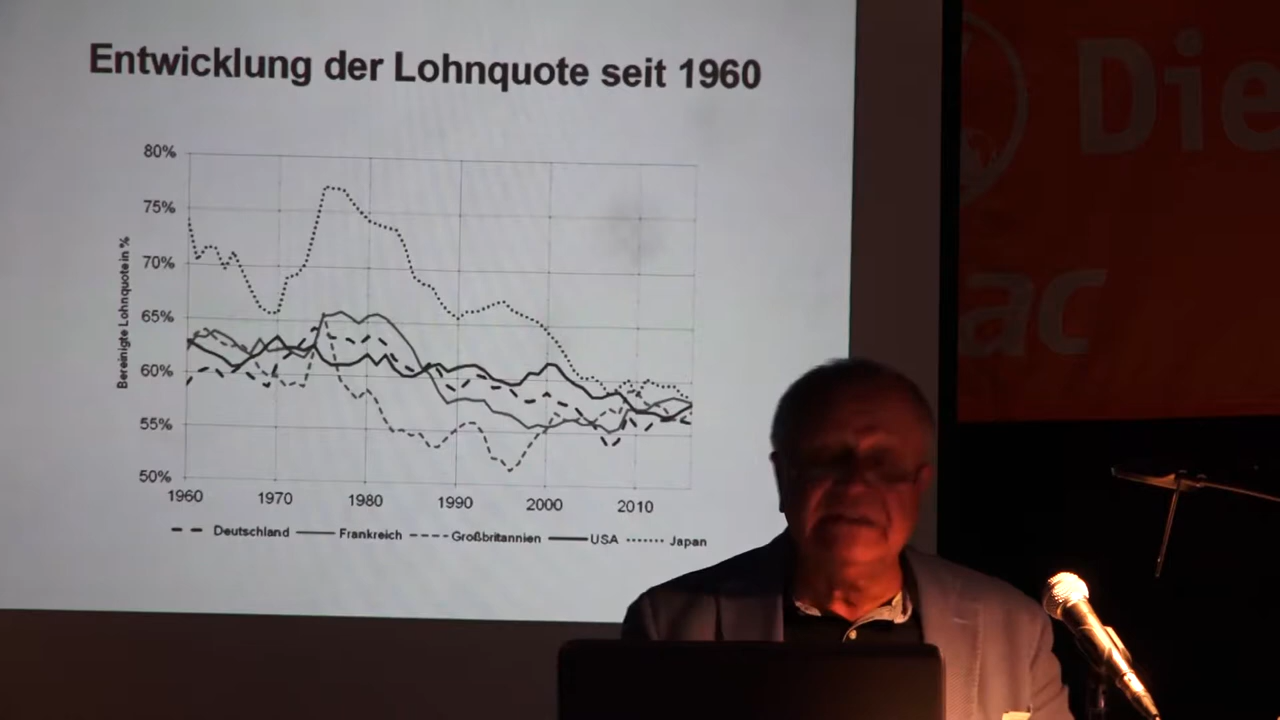 Entwicklung der Lohnquote seit 1960
80%
75%
70%
65%
60%
55%
50%
Bereinigte Lohnquote in %
1960 1970 1980 1990 2000 2010
Deutschland Frankreich Großbritannien USA Japan
Die
ac